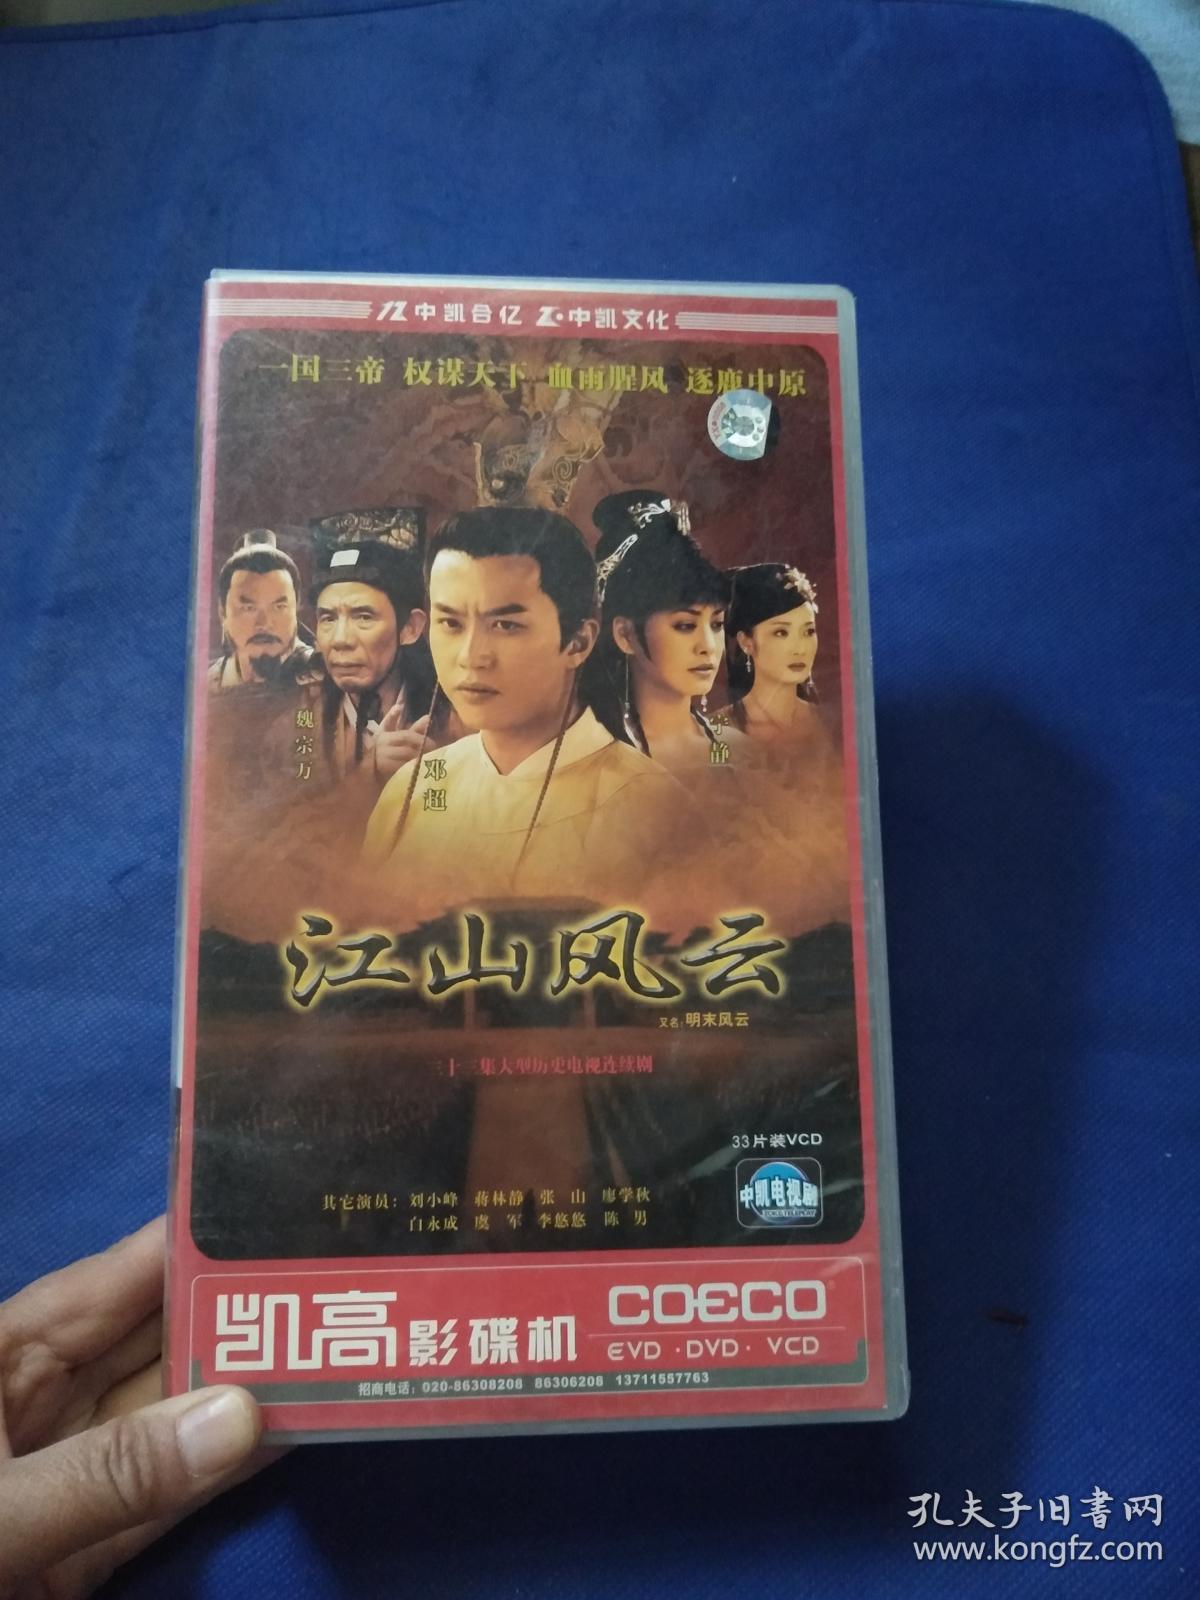 中凯合亿 中凯文化
一国三帝 权谋天下 血雨腥风 逐鹿中原
魏宗万
邓超
宁静
江山风云
又名:明末风云
三十三集大型历史电视连续剧
33片装VCD
中凯电视剧
其它演员:刘小峰 蒋林静 张山 廖学秋
白永成 虞军 李悠悠 陈男
凯高影碟机
COECO
EVD·DVD·VCD
招商电话:020-86308208 86306208 13711557763
孔夫子旧书网
www.kongfz.com